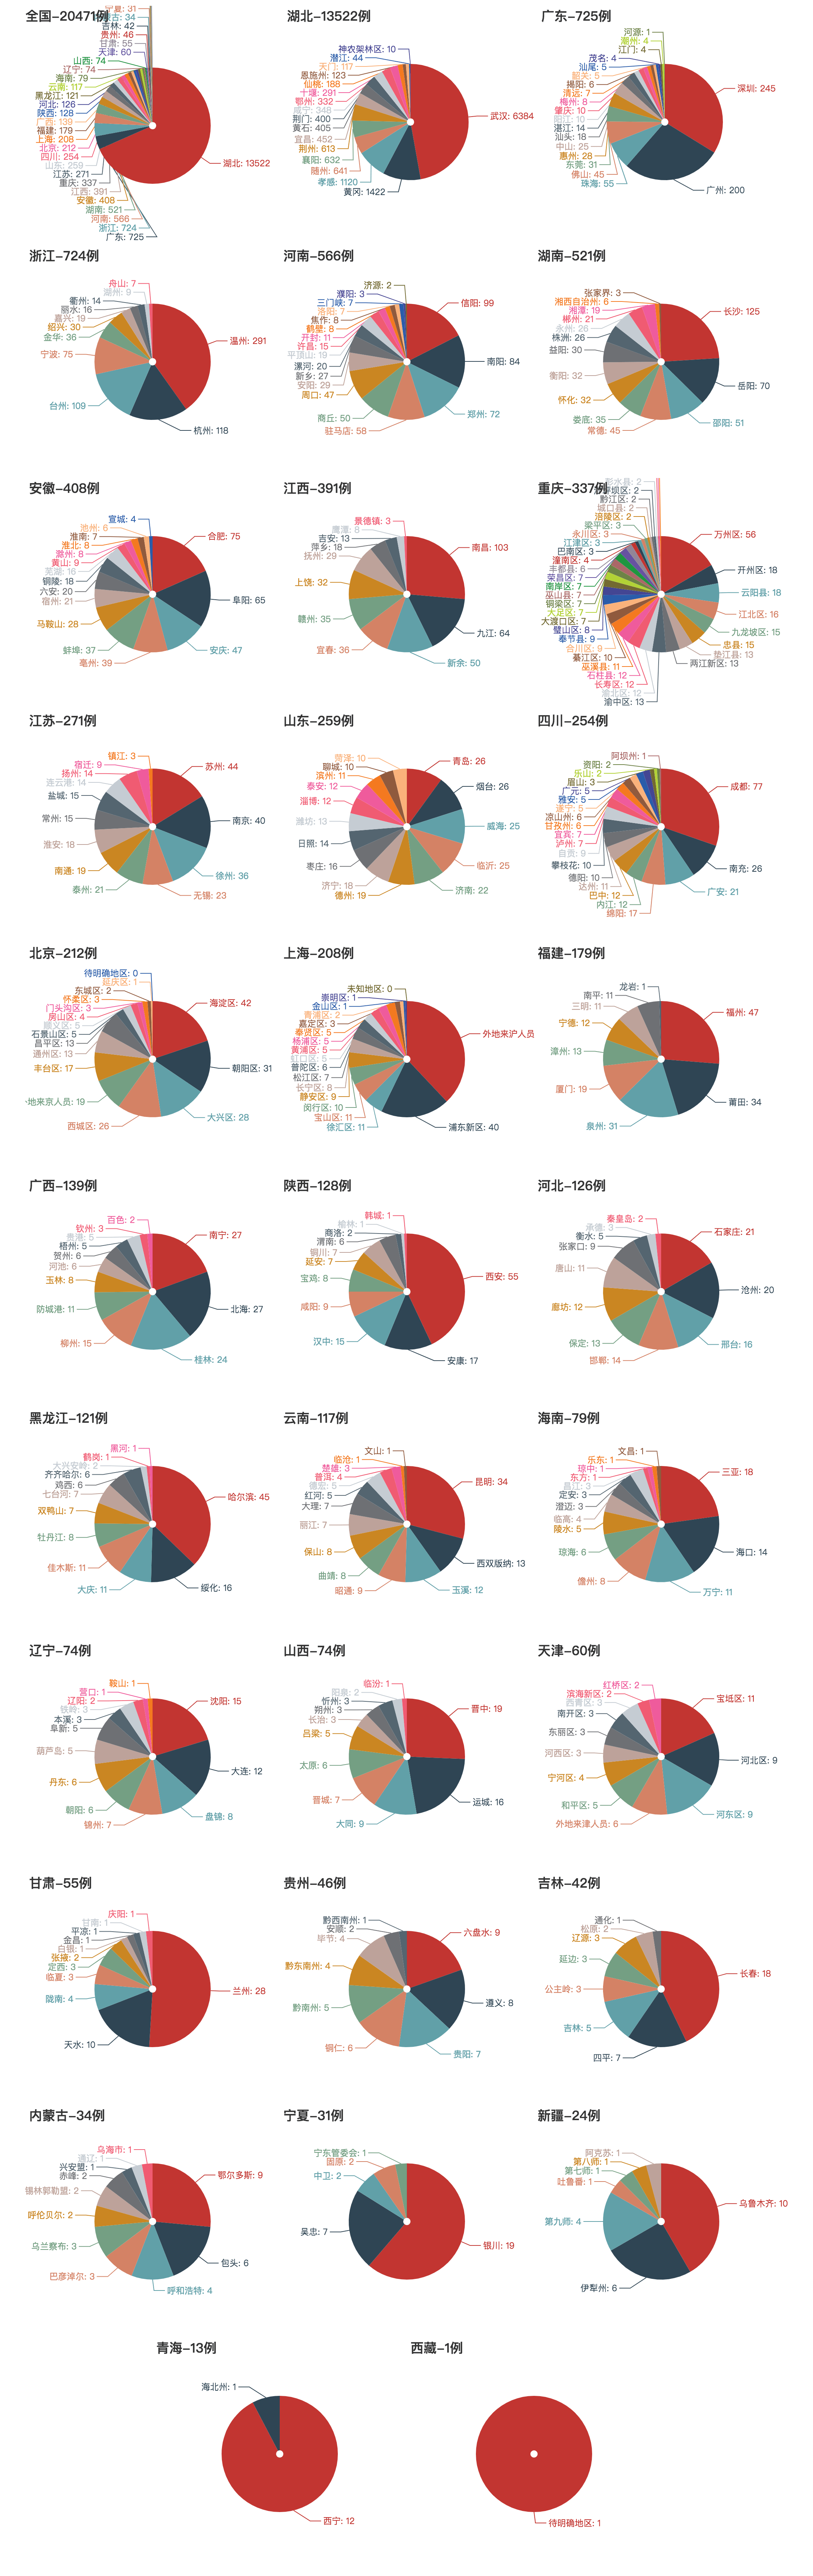 全国-20471例
宁夏: 31
吉林: 42
贵州: 46
甘肃: 55
天津: 60
山西: 74
辽宁: 74
海南: 79
云南: 117
黑龙江: 121
河北: 126
陕西: 128
广西: 139
福建: 179
上海: 208
北京: 212
四川: 254
山东: 259
江苏: 271
重庆: 337
江西: 391
安徽: 408
湖南: 521
河南: 566
浙江: 724
广东: 725
湖北: 13522
湖北-13522例
神农架林区: 10
潜江: 44
天门: 117
恩施州: 123
仙桃: 188
十堰: 291
鄂州: 332
咸宁: 348
荆门: 400
黄石: 405
宜昌: 452
荆州: 613
襄阳: 632
随州: 641
孝感: 1120
黄冈: 1422
武汉: 6384
广东-725例
河源: 1
潮州: 4
江门: 4
茂名: 4
汕尾: 5
韶关: 5
揭阳: 6
清远: 7
梅州: 8
肇庆: 10
阳江: 10
湛江: 14
汕头: 18
中山: 25
惠州: 28
东莞: 31
佛山: 45
珠海: 55
广州: 200
深圳: 245
浙江-724例
舟山: 7
湖州: 9
衢州: 14
丽水: 16
嘉兴: 19
绍兴: 30
金华: 36
宁波: 75
台州: 109
杭州: 118
温州: 291
河南-566例
济源: 2
濮阳: 3
三门峡: 7
洛阳: 7
焦作: 8
鹤壁: 8
开封: 11
许昌: 15
平顶山: 19
漯河: 20
新乡: 27
安阳: 29
周口: 47
商丘: 50
驻马店: 58
郑州: 72
南阳: 84
信阳: 99
湖南-521例
张家界: 3
湘西自治州: 6
湘潭: 19
郴州: 21
永州: 26
株洲: 26
益阳: 30
衡阳: 32
怀化: 32
娄底: 35
常德: 45
邵阳: 51
岳阳: 70
长沙: 125
安徽-408例
宣城: 4
池州: 6
淮南: 7
淮北: 8
滁州: 8
黄山: 9
芜湖: 16
铜陵: 18
六安: 20
宿州: 21
马鞍山: 28
蚌埠: 37
亳州: 39
安庆: 47
阜阳: 65
合肥: 75
江西-391例
景德镇: 3
鹰潭: 8
吉安: 13
萍乡: 18
抚州: 29
上饶: 32
赣州: 35
宜春: 36
新余: 50
九江: 64
南昌: 103
重庆-337例
黔江区: 2
城口县: 2
涪陵区: 2
梁平区: 3
永川区: 3
江津区: 3
巴南区: 3
潼南区: 4
丰都县: 6
荣昌区: 7
南岸区: 7
巫山县: 7
铜梁区: 7
大足区: 7
大渡口区: 7
璧山区: 8
奉节县: 9
合川区: 9
綦江区: 10
巫溪县: 11
石柱县: 12
长寿区: 12
渝北区: 12
渝中区: 13
两江新区: 13
垫江县: 13
忠县: 15
九龙坡区: 15
江北区: 16
云阳县: 18
开州区: 18
万州区: 56
江苏-271例
镇江: 3
宿迁: 9
扬州: 14
连云港: 14
盐城: 15
常州: 15
淮安: 18
南通: 19
泰州: 21
无锡: 23
徐州: 36
南京: 40
苏州: 44
山东-259例
菏泽: 10
聊城: 10
滨州: 11
泰安: 12
淄博: 12
潍坊: 13
日照: 14
枣庄: 16
济宁: 18
德州: 19
济南: 22
临沂: 25
威海: 25
烟台: 26
青岛: 26
四川-254例
阿坝州: 1
资阳: 2
乐山: 2
眉山: 3
广元: 5
雅安: 5
遂宁: 5
凉山州: 6
甘孜州: 6
宜宾: 7
泸州: 7
自贡: 9
攀枝花: 10
德阳: 10
达州: 11
巴中: 12
内江: 12
绵阳: 17
广安: 21
南充: 26
成都: 77
北京-212例
待明确地区: 0
延庆区: 1
东城区: 2
怀柔区: 3
门头沟区: 3
房山区: 4
顺义区: 5
石景山区: 5
昌平区: 13
通州区: 13
丰台区: 17
地来京人员: 19
西城区: 26
大兴区: 28
朝阳区: 31
海淀区: 42
上海-208例
未知地区: 0
崇明区: 1
金山区: 1
青浦区: 2
嘉定区: 3
奉贤区: 5
杨浦区: 5
黄浦区: 5
虹口区: 5
普陀区: 6
松江区: 7
长宁区: 8
静安区: 9
闵行区: 10
宝山区: 11
徐汇区: 11
浦东新区: 40
外地来沪人员
福建-179例
龙岩: 1
南平: 11
三明: 11
宁德: 12
漳州: 13
厦门: 19
泉州: 31
莆田: 34
福州: 47
广西-139例
百色: 2
钦州: 3
贵港: 5
梧州: 5
贺州: 6
河池: 6
玉林: 8
防城港: 11
柳州: 15
桂林: 24
北海: 27
南宁: 27
陕西-128例
韩城: 1
榆林: 1
商洛: 2
渭南: 6
铜川: 7
延安: 7
宝鸡: 8
咸阳: 9
汉中: 15
安康: 17
西安: 55
河北-126例
秦皇岛: 2
承德: 3
衡水: 5
张家口: 9
唐山: 11
廊坊: 12
保定: 13
邯郸: 14
邢台: 16
沧州: 20
石家庄: 21
黑龙江-121例
黑河: 1
鹤岗: 1
大兴安岭: 2
齐齐哈尔: 6
鸡西: 6
七台河: 7
双鸭山: 7
牡丹江: 8
佳木斯: 11
大庆: 11
绥化: 16
哈尔滨: 45
云南-117例
文山: 1
临沧: 1
楚雄: 3
普洱: 4
德宏: 5
红河: 5
大理: 7
丽江: 7
保山: 8
曲靖: 8
昭通: 9
玉溪: 12
西双版纳: 13
昆明: 34
海南-79例
文昌: 1
乐东: 1
琼中: 1
东方: 1
昌江: 3
定安: 3
澄迈: 3
临高: 4
陵水: 5
琼海: 6
儋州: 8
万宁: 11
海口: 14
三亚: 18
辽宁-74例
鞍山: 1
营口: 1
辽阳: 2
铁岭: 3
本溪: 3
阜新: 5
葫芦岛: 5
丹东: 6
朝阳: 6
锦州: 7
盘锦: 8
大连: 12
沈阳: 15
山西-74例
临汾: 1
阳泉: 2
忻州: 3
朔州: 3
长治: 3
吕梁: 5
太原: 6
晋城: 7
大同: 9
运城: 16
晋中: 19
天津-60例
红桥区: 2
滨海新区: 2
西青区: 3
南开区: 3
东丽区: 3
河西区: 3
宁河区: 4
和平区: 5
外地来津人员: 6
河东区: 9
河北区: 9
宝坻区: 11
甘肃-55例
庆阳: 1
甘南: 1
平凉: 1
金昌: 1
白银: 1
张掖: 2
定西: 3
临夏: 3
陇南: 4
天水: 10
兰州: 28
贵州-46例
黔西南州: 1
安顺: 2
毕节: 4
黔东南州: 4
黔南州: 5
铜仁: 6
贵阳: 7
遵义: 8
六盘水: 9
吉林-42例
通化: 1
松原: 2
辽源: 3
延边: 3
公主岭: 3
吉林: 5
四平: 7
长春: 18
内蒙古-34例
乌海市: 1
通辽: 1
兴安盟: 1
赤峰: 2
锡林郭勒盟: 2
呼伦贝尔: 2
乌兰察布: 3
巴彦淖尔: 3
呼和浩特: 4
包头: 6
鄂尔多斯: 9
宁夏-31例
宁东管委会: 1
固原: 2
中卫: 2
吴忠: 7
银川: 19
新疆-24例
阿克苏: 1
第八师: 1
第七师: 1
吐鲁番: 1
第九师: 4
伊犁州: 6
乌鲁木齐: 10
青海-13例
海北州: 1
西宁: 12
西藏-1例
待明确地区: 1